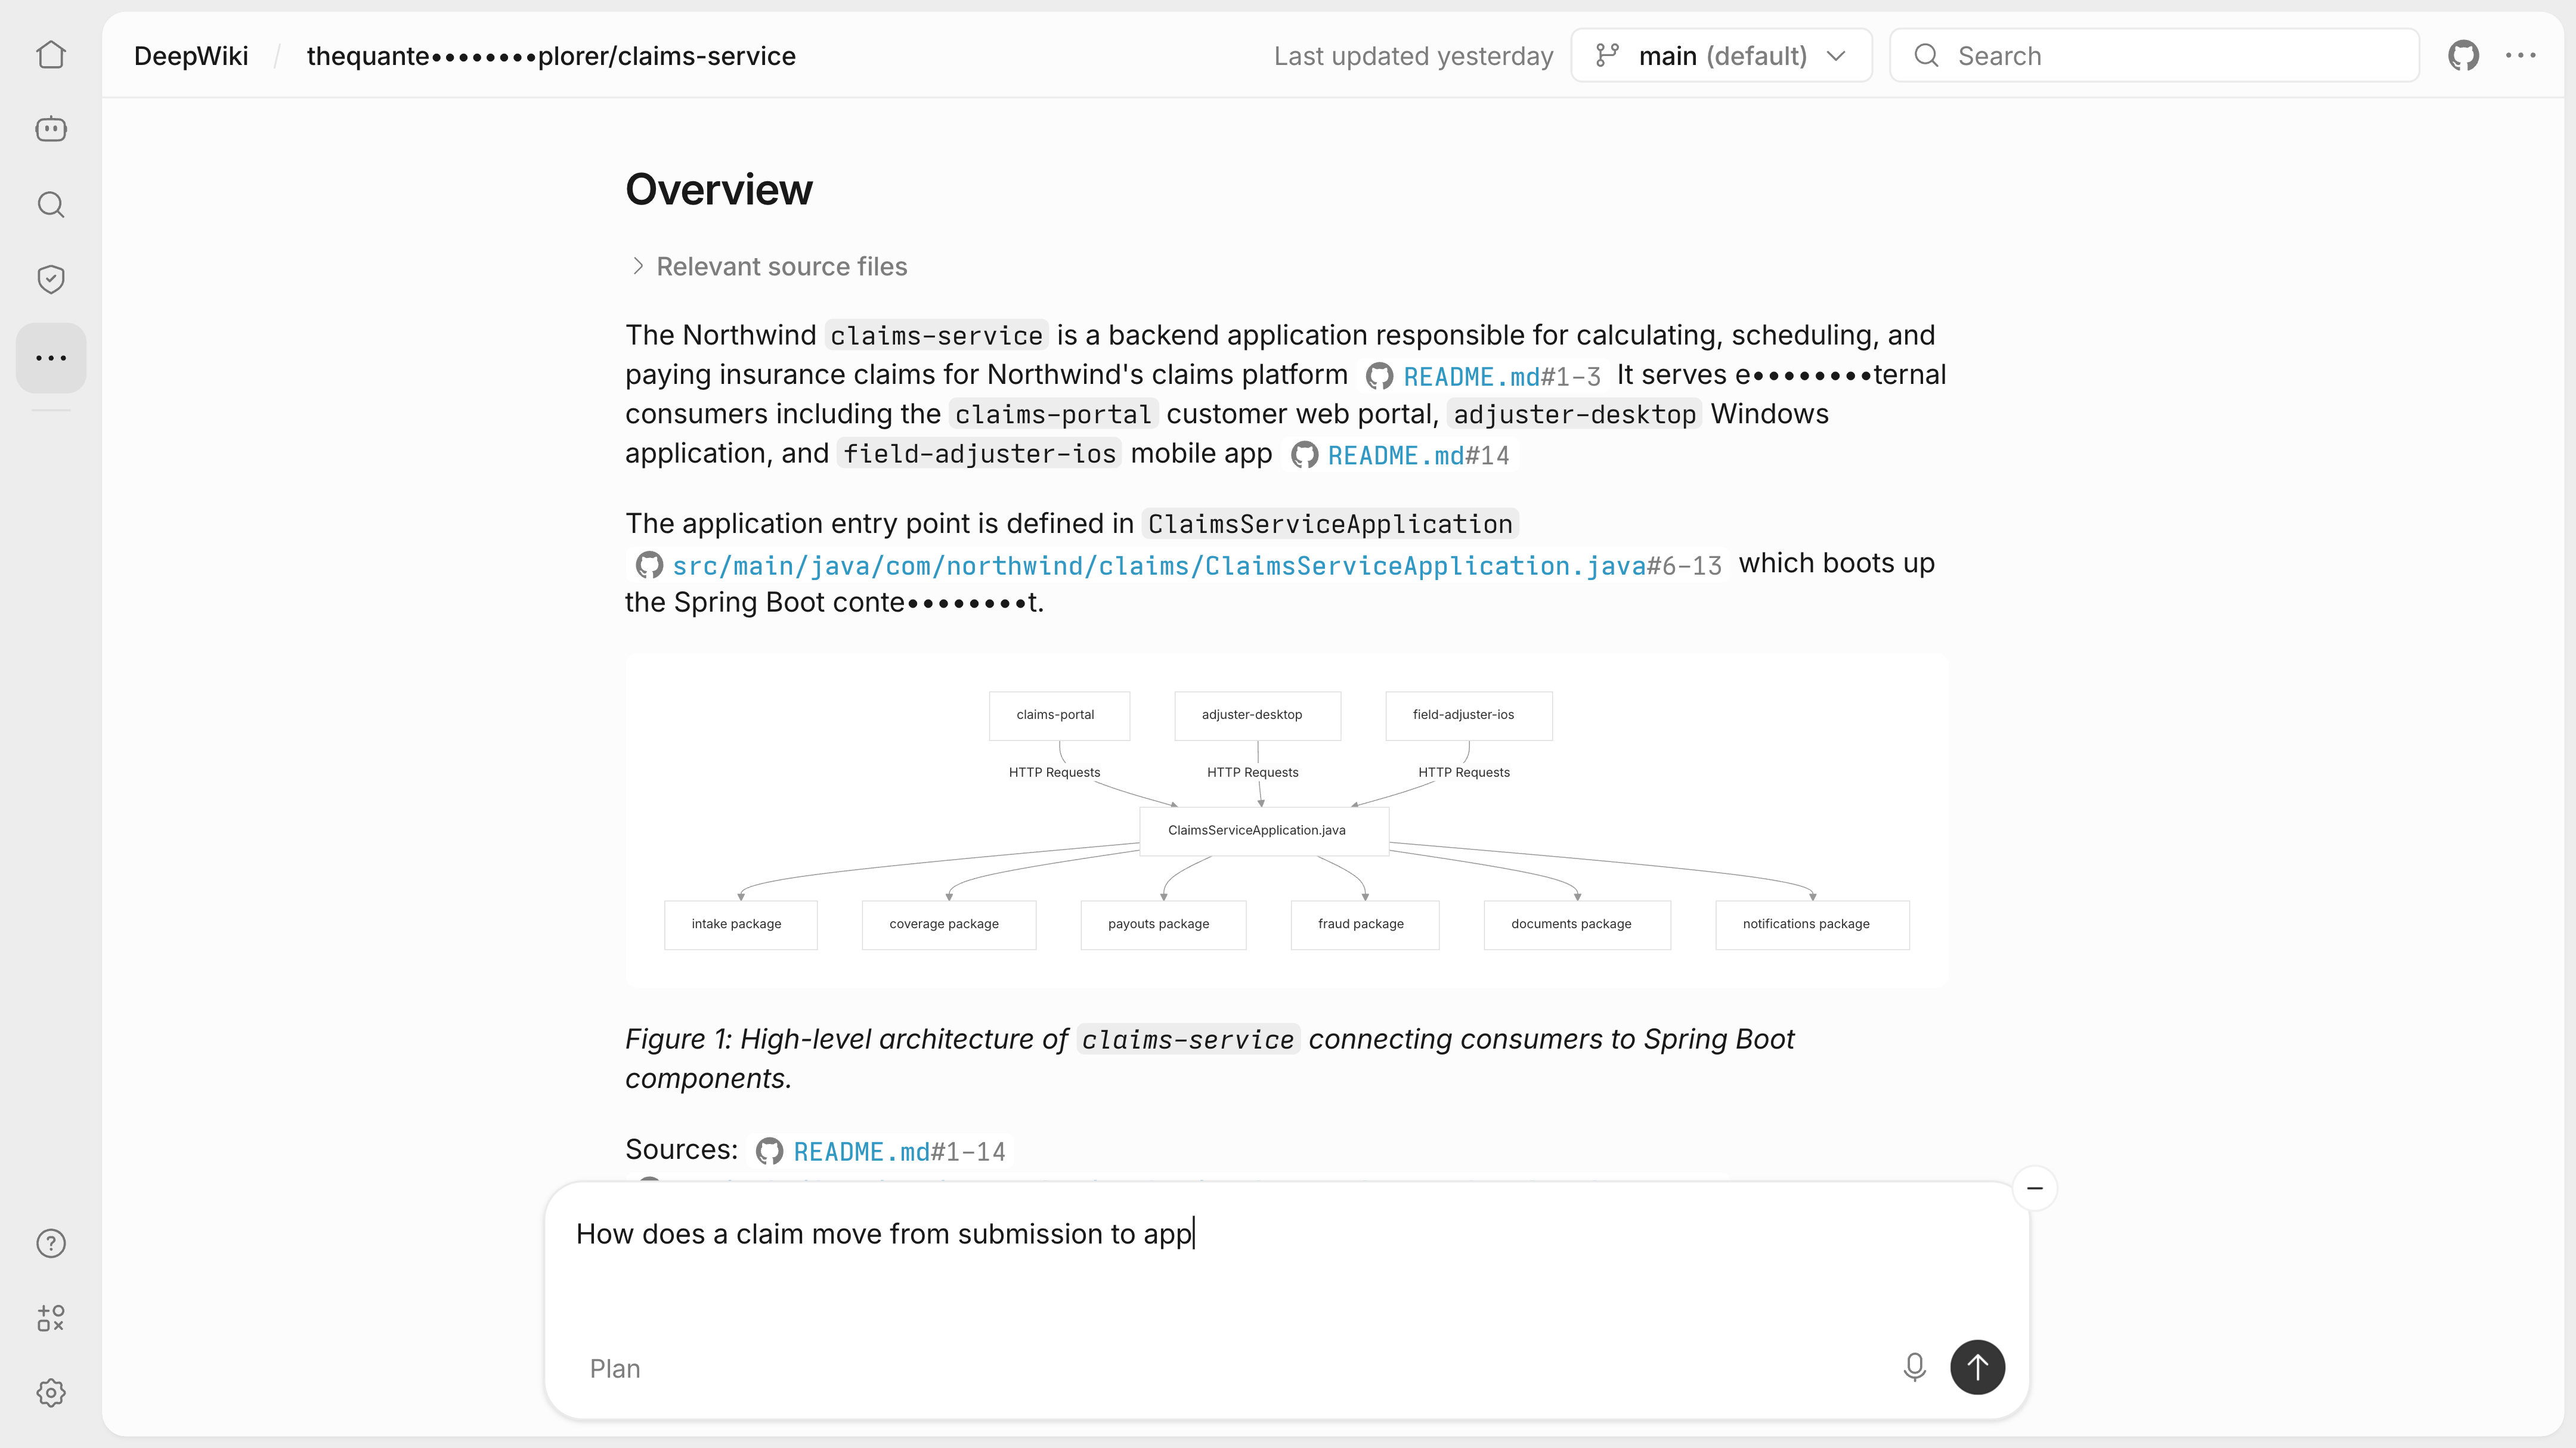 DeepWiki / thequante••••••••plorer/claims-service
Last updated yesterday
main (default)
Search
Overview
Relevant source files
The Northwind claims-service is a backend application responsible for calculating, scheduling, and
paying insurance claims for Northwind's claims platform README.md#1-3 It serves e••••••••ternal
consumers including the claims-portal customer web portal, adjuster-desktop Windows
application, and field-adjuster-ios mobile app README.md#14
The application entry point is defined in ClaimsServiceApplication
src/main/java/com/northwind/claims/ClaimsServiceApplication.java#6-13 which boots up
the Spring Boot conte••••••••t.
claims-portal
adjuster-desktop
field-adjuster-ios
HTTP Requests
HTTP Requests
HTTP Requests
ClaimsServiceApplication.java
intake package
coverage package
payouts package
fraud package
documents package
notifications package
Figure 1: High-level architecture of claims-service connecting consumers to Spring Boot
components.
Sources: README.md#1-14
How does a claim move from submission to app
Plan